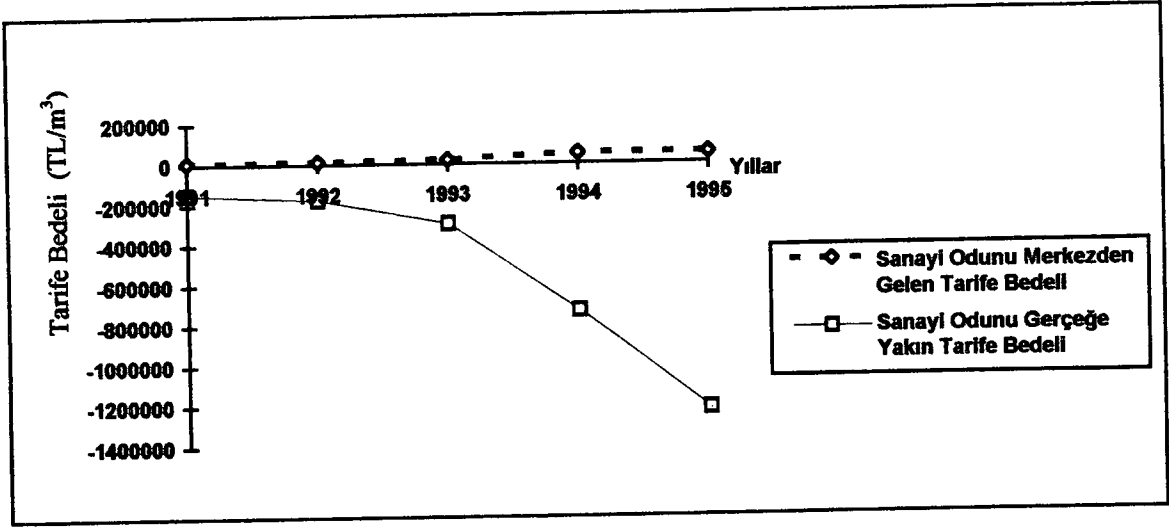 Tarife Bedeli (TL/m³)
200000
0
-200000
-400000
-600000
-800000
-1000000
-1200000
-1400000
1991
1992
1993
1994
1995
Yıllar
Sanayi Odunu Merkezden
Gelen Tarife Bedeli
Sanayi Odunu Gerçeğe
Yakın Tarife Bedeli